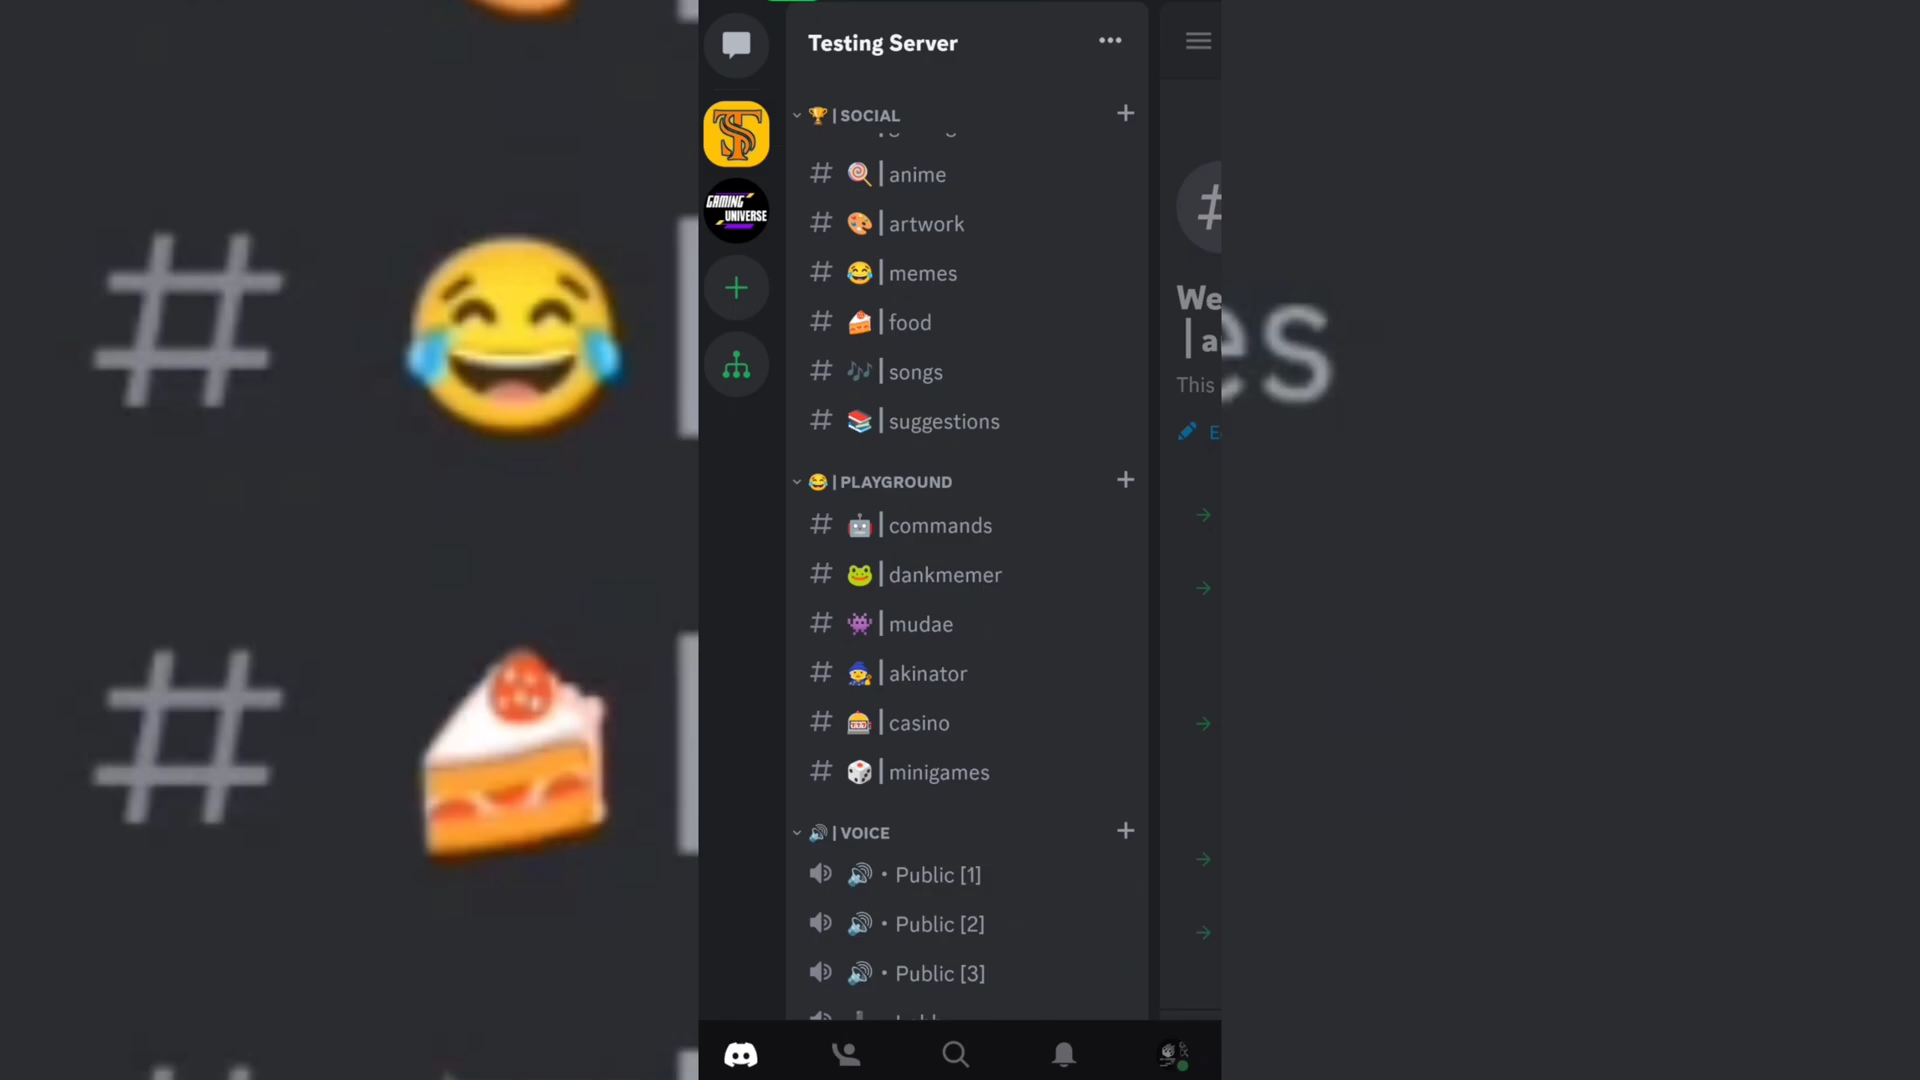 Testing Server
🏆 | SOCIAL
# 🍭 | anime
# 🎨 | artwork
# 😂 | memes
# 🍰 | food
# 🎶 | songs
# 📚 | suggestions
😂 | PLAYGROUND
# 🤖 | commands
# 🐸 | dankmemer
# 👾 | mudae
# 🧙 | akinator
# 🎰 | casino
# 🎲 | minigames
🔊 | VOICE
🔊 • Public [1]
🔊 • Public [2]
🔊 • Public [3]
GAMING
UNIVERSE
We
| a
This
es